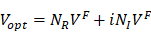 V_opt = N_R V^F + iN_I V^F